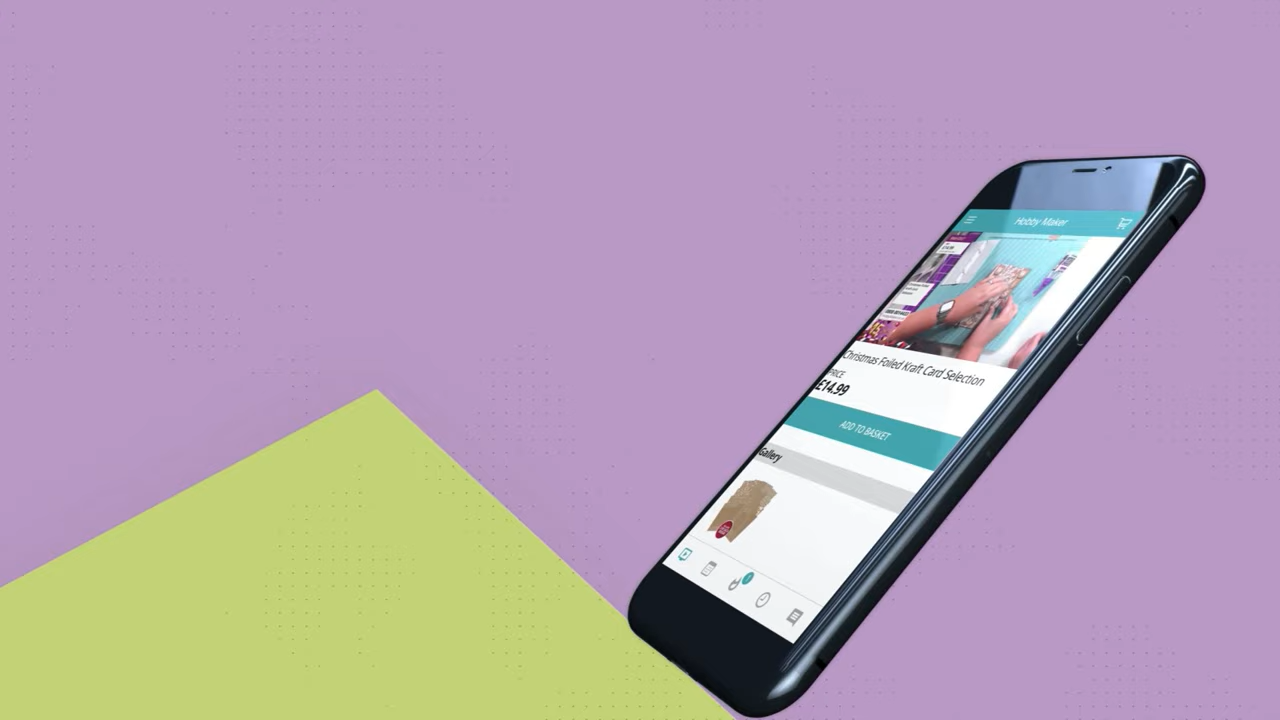 Hobby Maker
Christmas Foiled Kraft Card Selection
PRICE
£14.99
ADD TO BASKET
Gallery